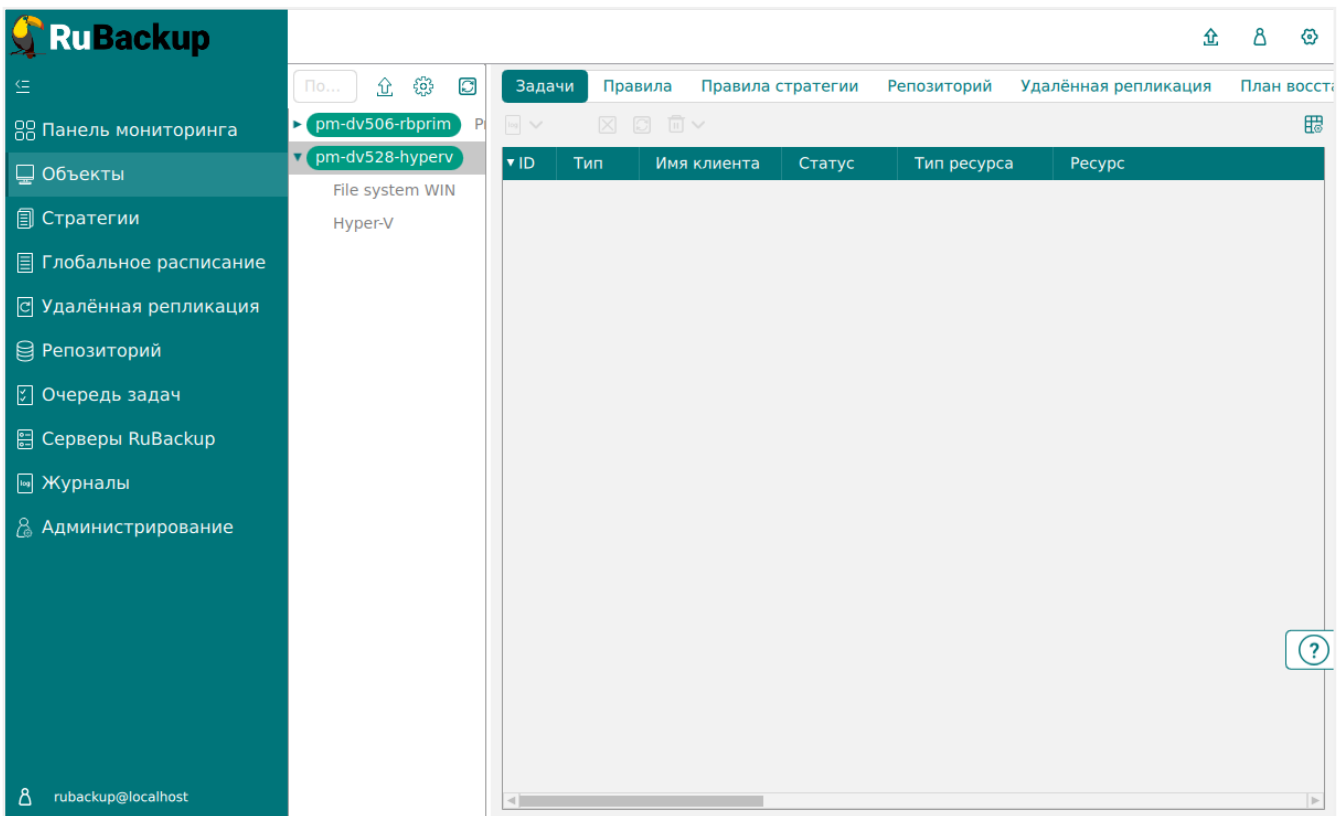 RuBackup
Панель мониторинга
Объекты
Стратегии
Глобальное расписание
Удалённая репликация
Репозиторий
Очередь задач
Серверы RuBackup
Журналы
Администрирование
rubackup@localhost
По...
pm-dv506-rbprim
pm-dv528-hyperv
File system WIN
Hyper-V
Задачи Правила Правила стратегии Репозиторий Удалённая репликация План
ID Тип Имя клиента Статус Тип ресурса Ресурс
?